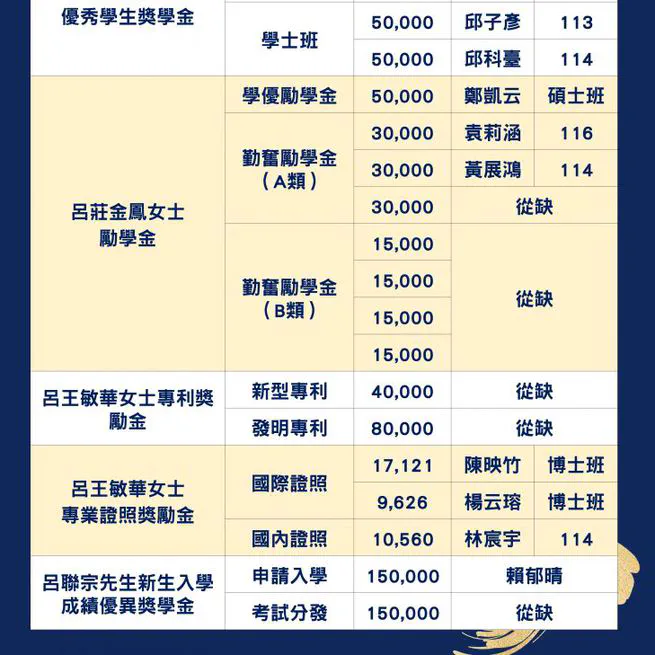 優秀學生獎學金
學士班
50,000 邱子彥 113
50,000 邱科臺 114
呂莊金鳳女士
勵學金
學優勵學金 50,000 鄭凱云 碩士班
勤奮勵學金
（A類）
30,000 袁莉涵 116
30,000 黃展鴻 114
30,000 從缺
勤奮勵學金
（B類）
15,000
15,000
15,000
15,000
從缺
呂王敏華女士專利獎
勵金
新型專利 40,000 從缺
發明專利 80,000 從缺
呂王敏華女士
專業證照獎勵金
國際證照
17,121 陳映竹 博士班
9,626 楊云瑢 博士班
國內證照 10,560 林宸宇 114
呂聯宗先生新生入學
成績優異獎學金
申請入學 150,000 賴郁晴
考試分發 150,000 從缺